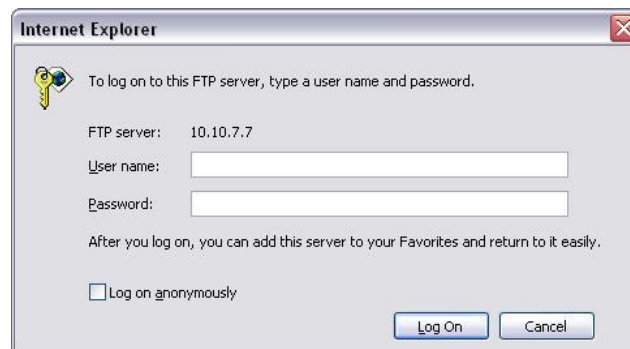 Internet Explorer
To log on to this FTP server, type a user name and password.
FTP server: 10.10.7.7
User name:
Password:
After you log on, you can add this server to your Favorites and return to it easily.
Log on anonymously
Log On Cancel